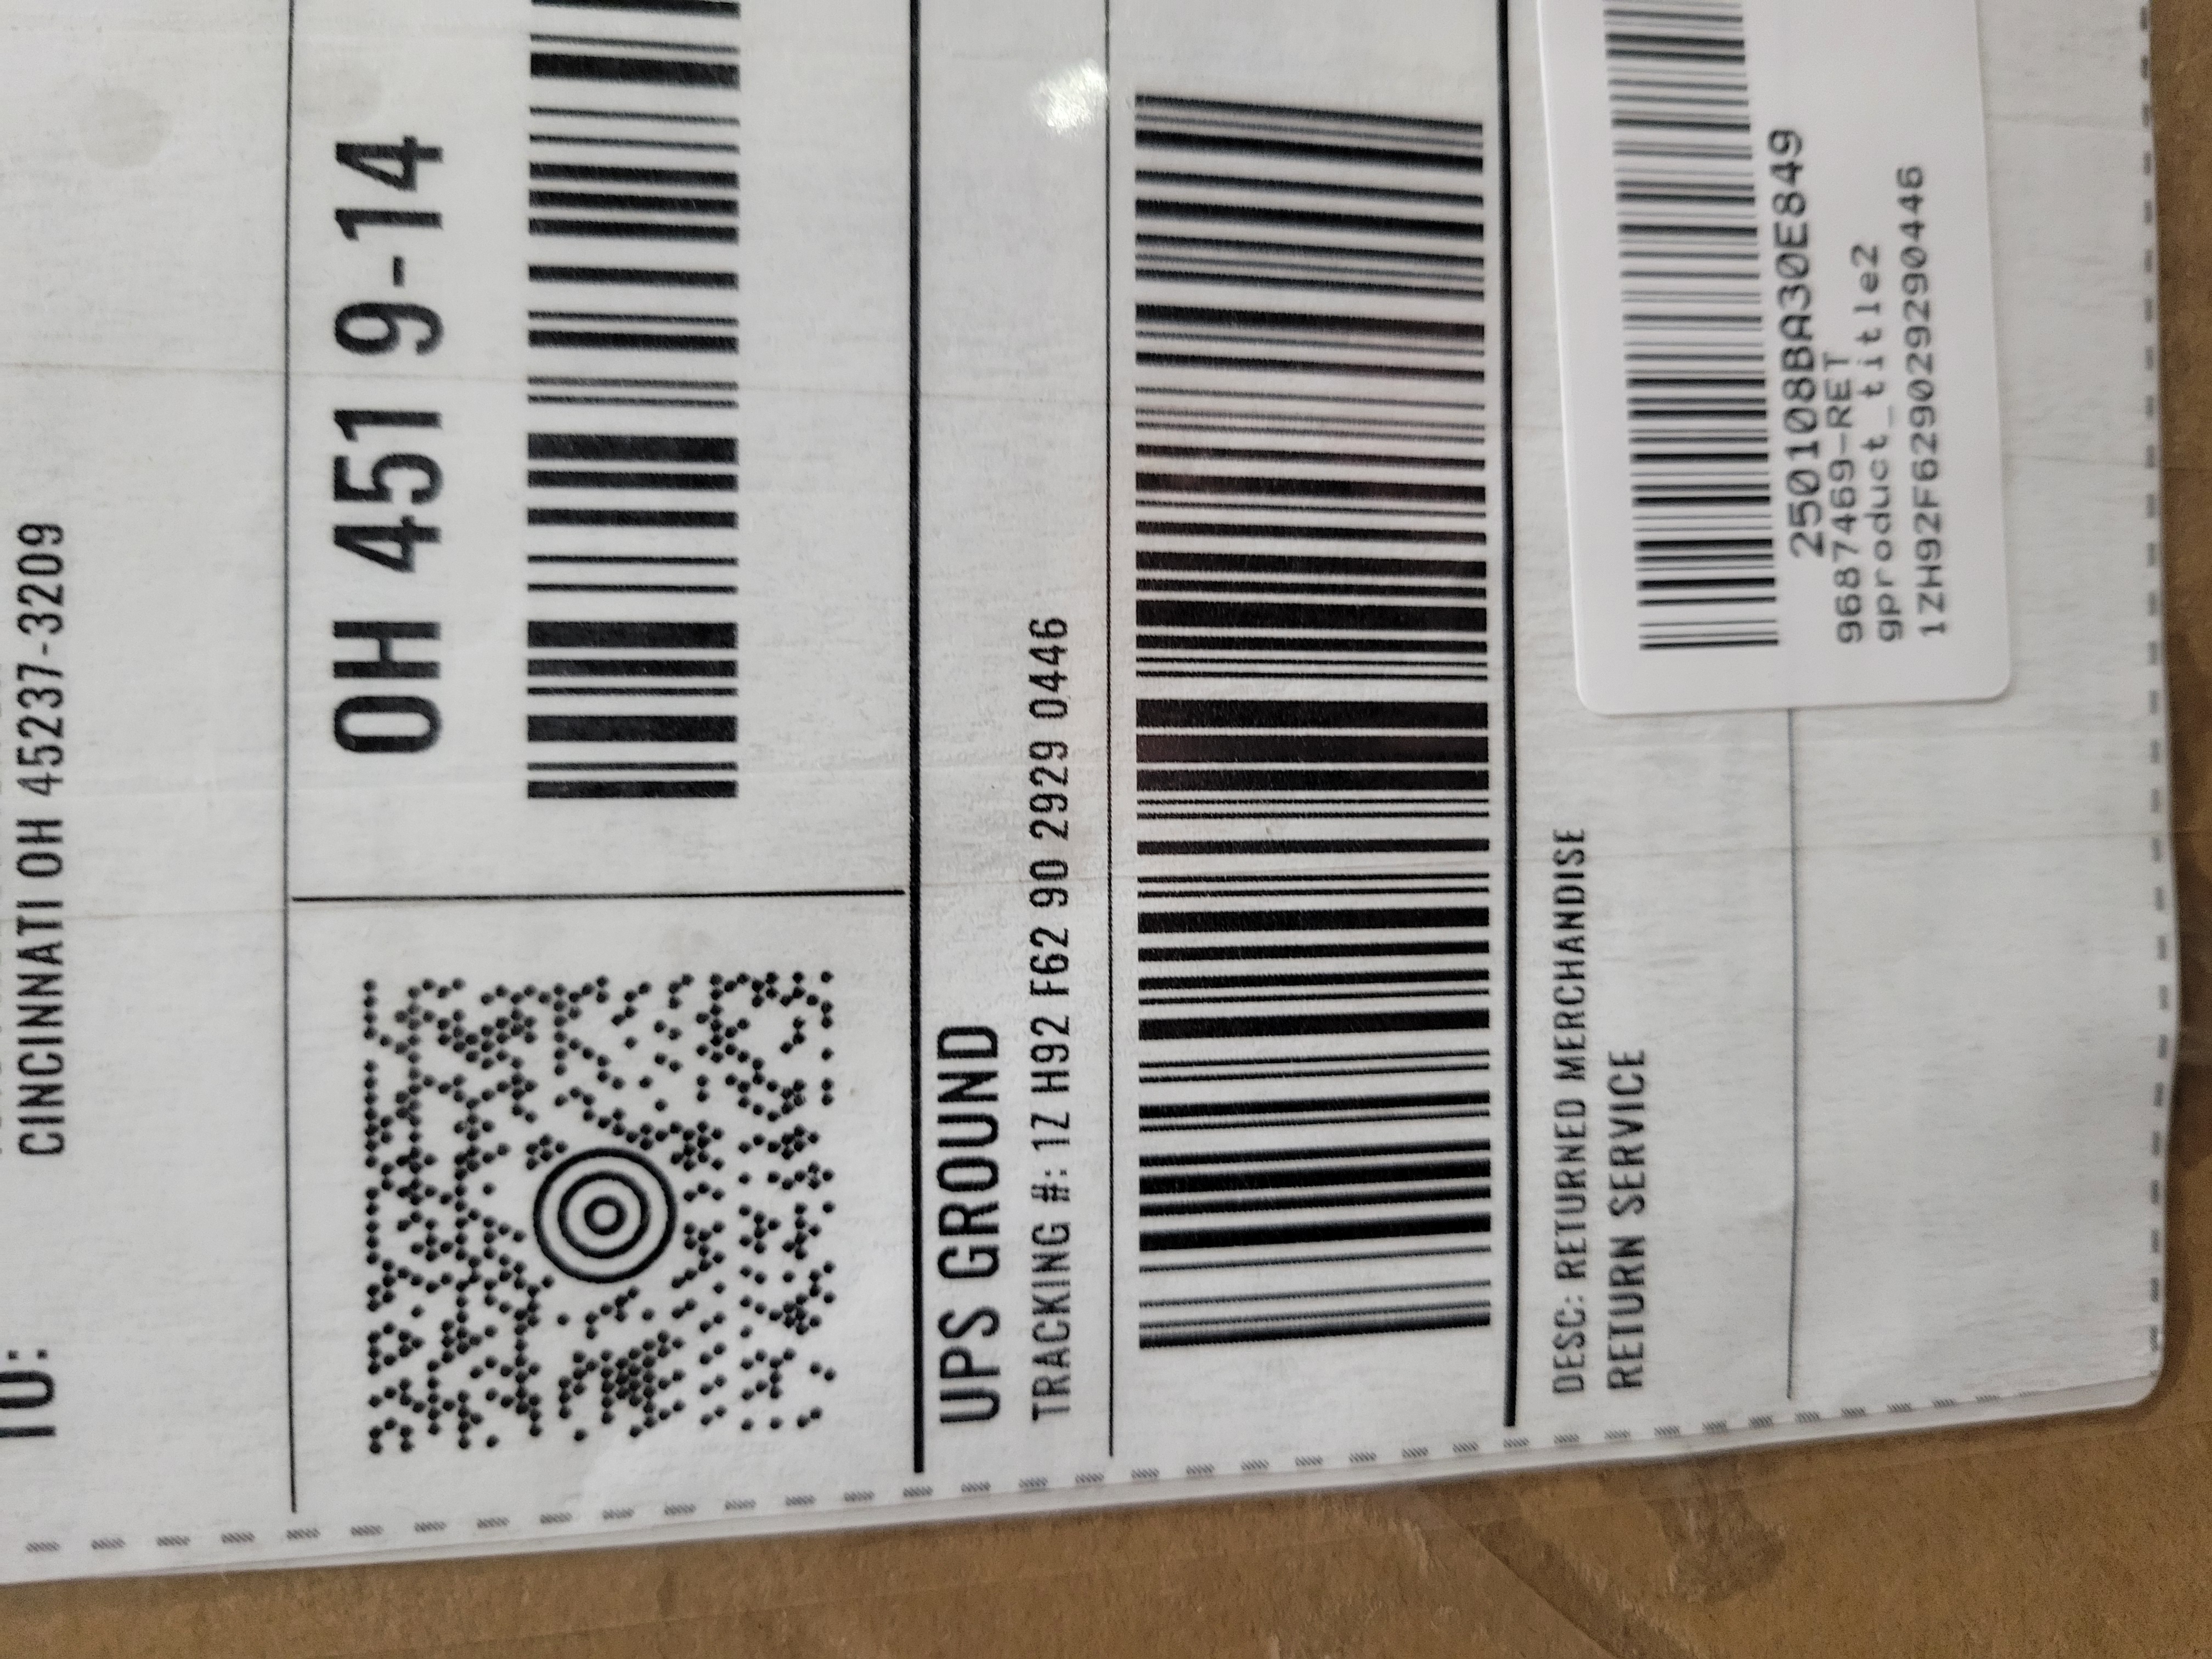 TO:
CINCINNATI OH 45237-3209
OH 451 9-14
UPS GROUND
TRACKING #: 1Z H92 F62 90 2929 0446
DESC: RETURNED MERCHANDISE
RETURN SERVICE
250108BA30E849
9687469-RET
gproduct_title2
1ZH92F629029290446